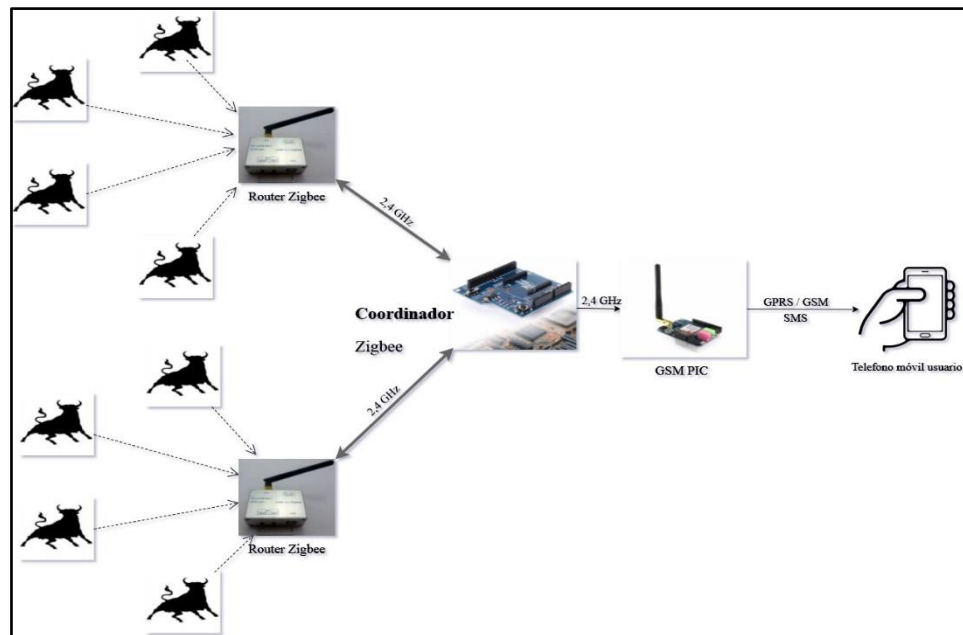 Router Zigbee
2,4 GHz
Coordinador
Zigbee
2,4 GHz
GSM PIC
GPRS / GSM
SMS
Telefono móvil usuario
2,4 GHz
Router Zigbee